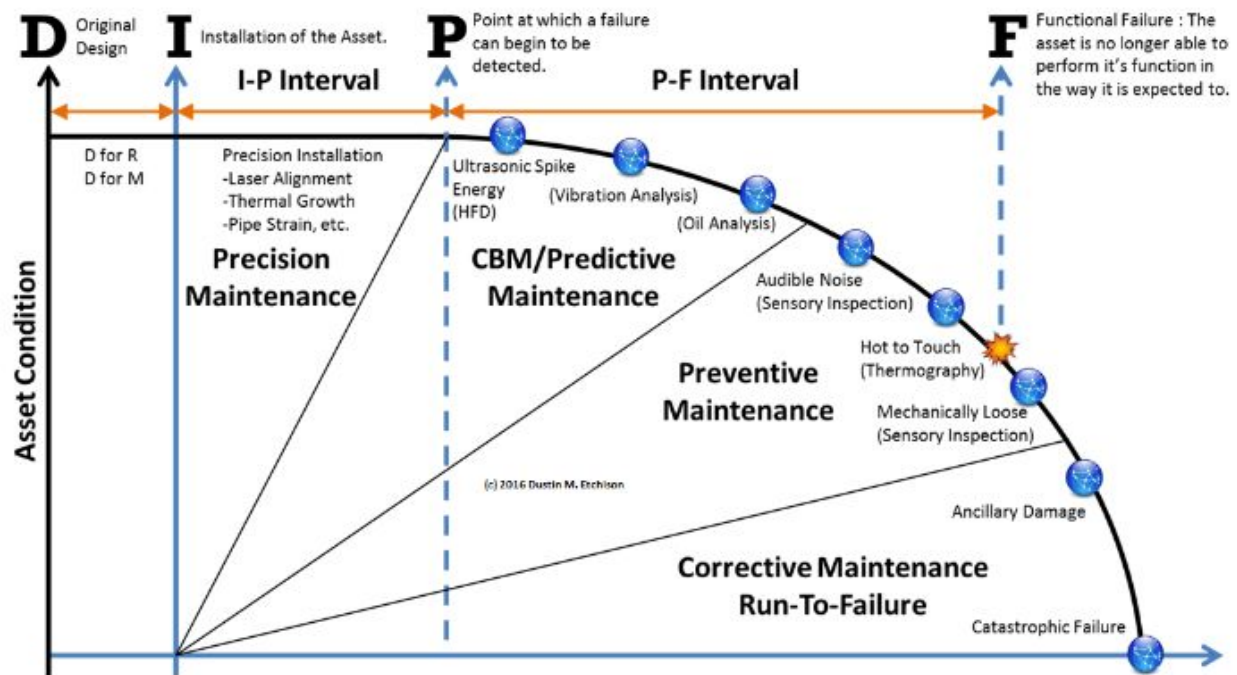 D Original
Design
I Installation of the Asset.
P Point at which a failure
can begin to be
detected.
F Functional Failure : The
asset is no longer able to
perform it's function in
the way it is expected to.
I-P Interval
P-F Interval
D for R
D for M
Precision Installation
-Laser Alignment
-Thermal Growth
-Pipe Strain, etc.
Ultrasonic Spike
Energy
(HFD)
(Vibration Analysis)
(Oil Analysis)
Precision
Maintenance
CBM/Predictive
Maintenance
Audible Noise
(Sensory Inspection)
Hot to Touch
(Thermography)
Preventive
Maintenance
Mechanically Loose
(Sensory Inspection)
Asset Condition
(c) 2016 Dustin M. Etchison
Ancillary Damage
Corrective Maintenance
Run-To-Failure
Catastrophic Failure